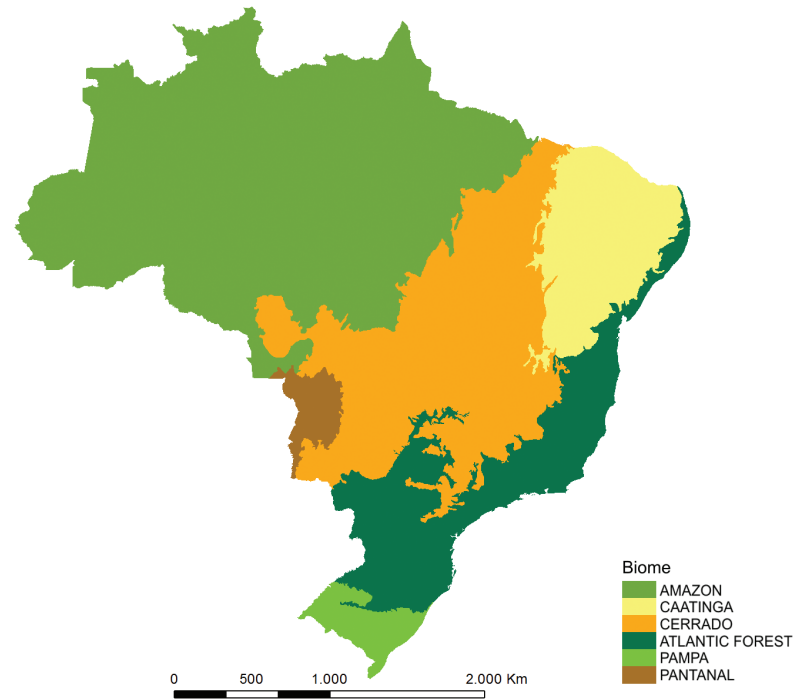 Biome
AMAZON
CAATINGA
CERRADO
ATLANTIC FOREST
PAMPA
PANTANAL
0 500 1.000 2.000 Km